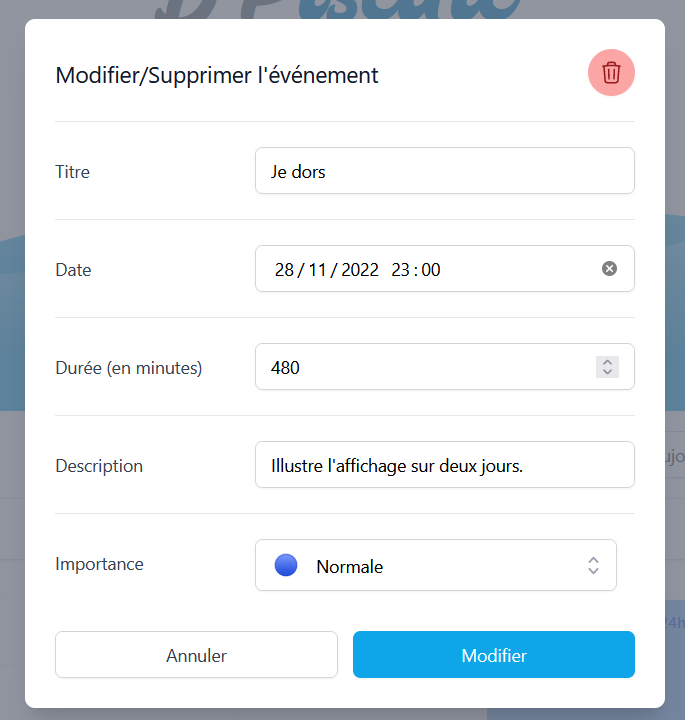 Modifier/Supprimer l'événement
Titre
Je dors
Date
28 / 11 / 2022 23 : 00
Durée (en minutes)
480
Description
Illustre l'affichage sur deux jours.
Importance
Normale
Annuler
Modifier